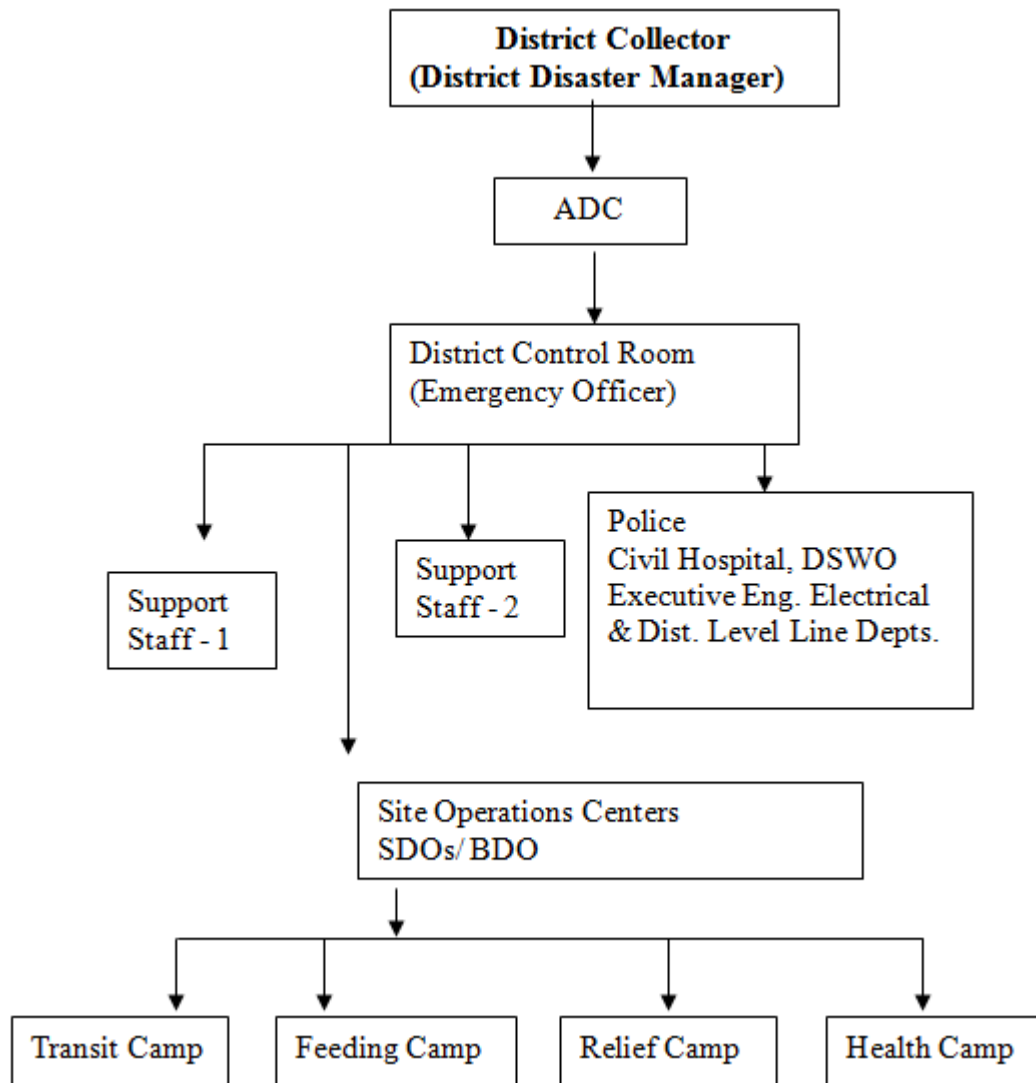 District Collector
(District Disaster Manager)
ADC
District Control Room
(Emergency Officer)
Support
Staff - 1
Support
Staff - 2
Police
Civil Hospital, DSWO
Executive Eng. Electrical
& Dist. Level Line Depts.
Site Operations Centers
SDOs/ BDO
Transit Camp
Feeding Camp
Relief Camp
Health Camp